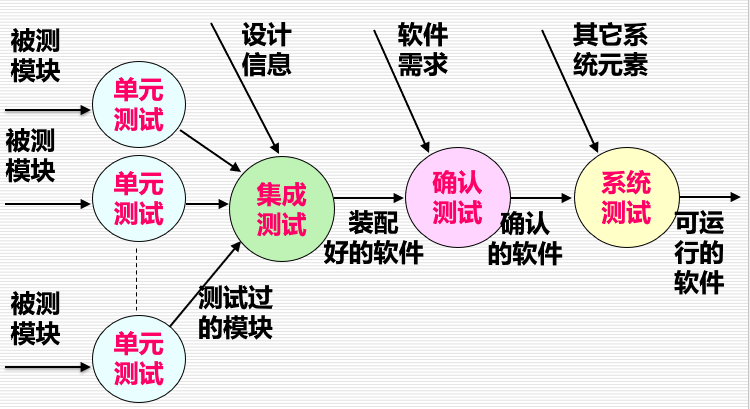 被测
模块
单元
测试
被测
模块
单元
测试
被测
模块
单元
测试
设计
信息
集成
测试
测试过
的模块
软件
需求
装配
好的软件
确认
测试
确认
的软件
其它系
统元素
系统
测试
可运
行的
软件